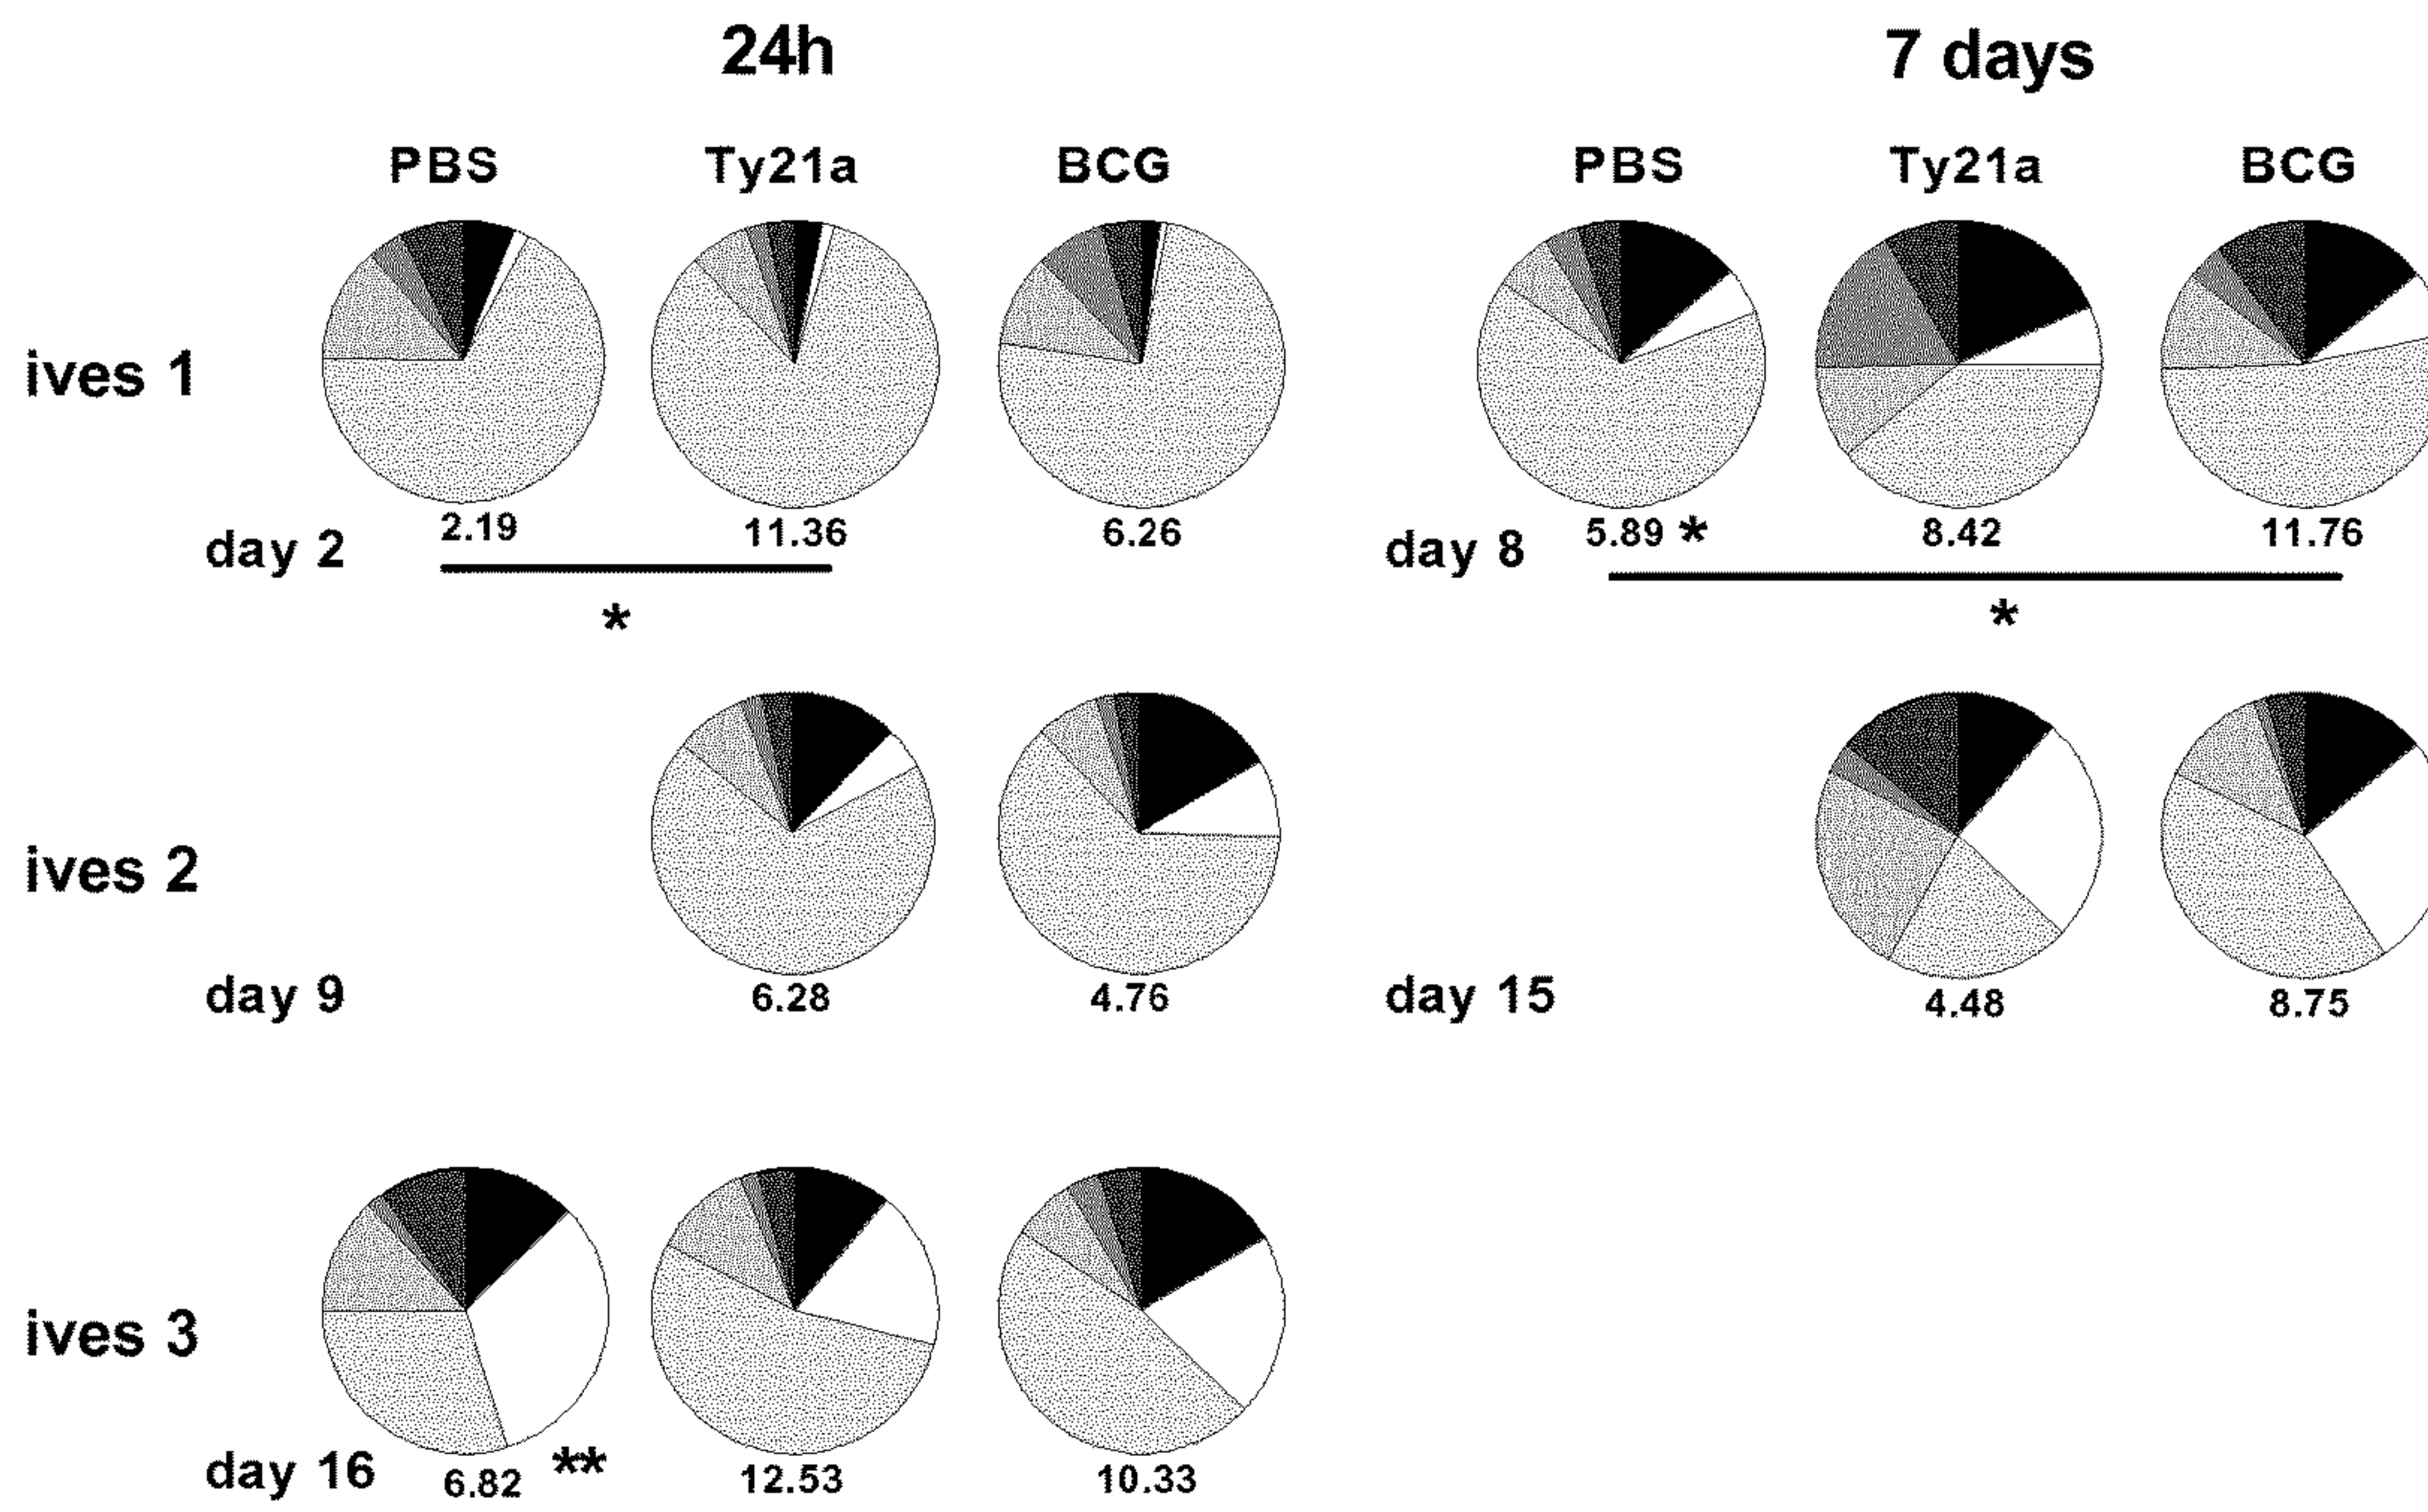 24h 7 days
PBS Ty21a BCG PBS Ty21a BCG
ives 1
day 2 2.19 11.36 6.26 day 8 5.89 * 8.42 11.76
* *
ives 2
day 9 6.28 4.76 day 15 4.48 8.75
ives 3
day 16 6.82 ** 12.53 10.33